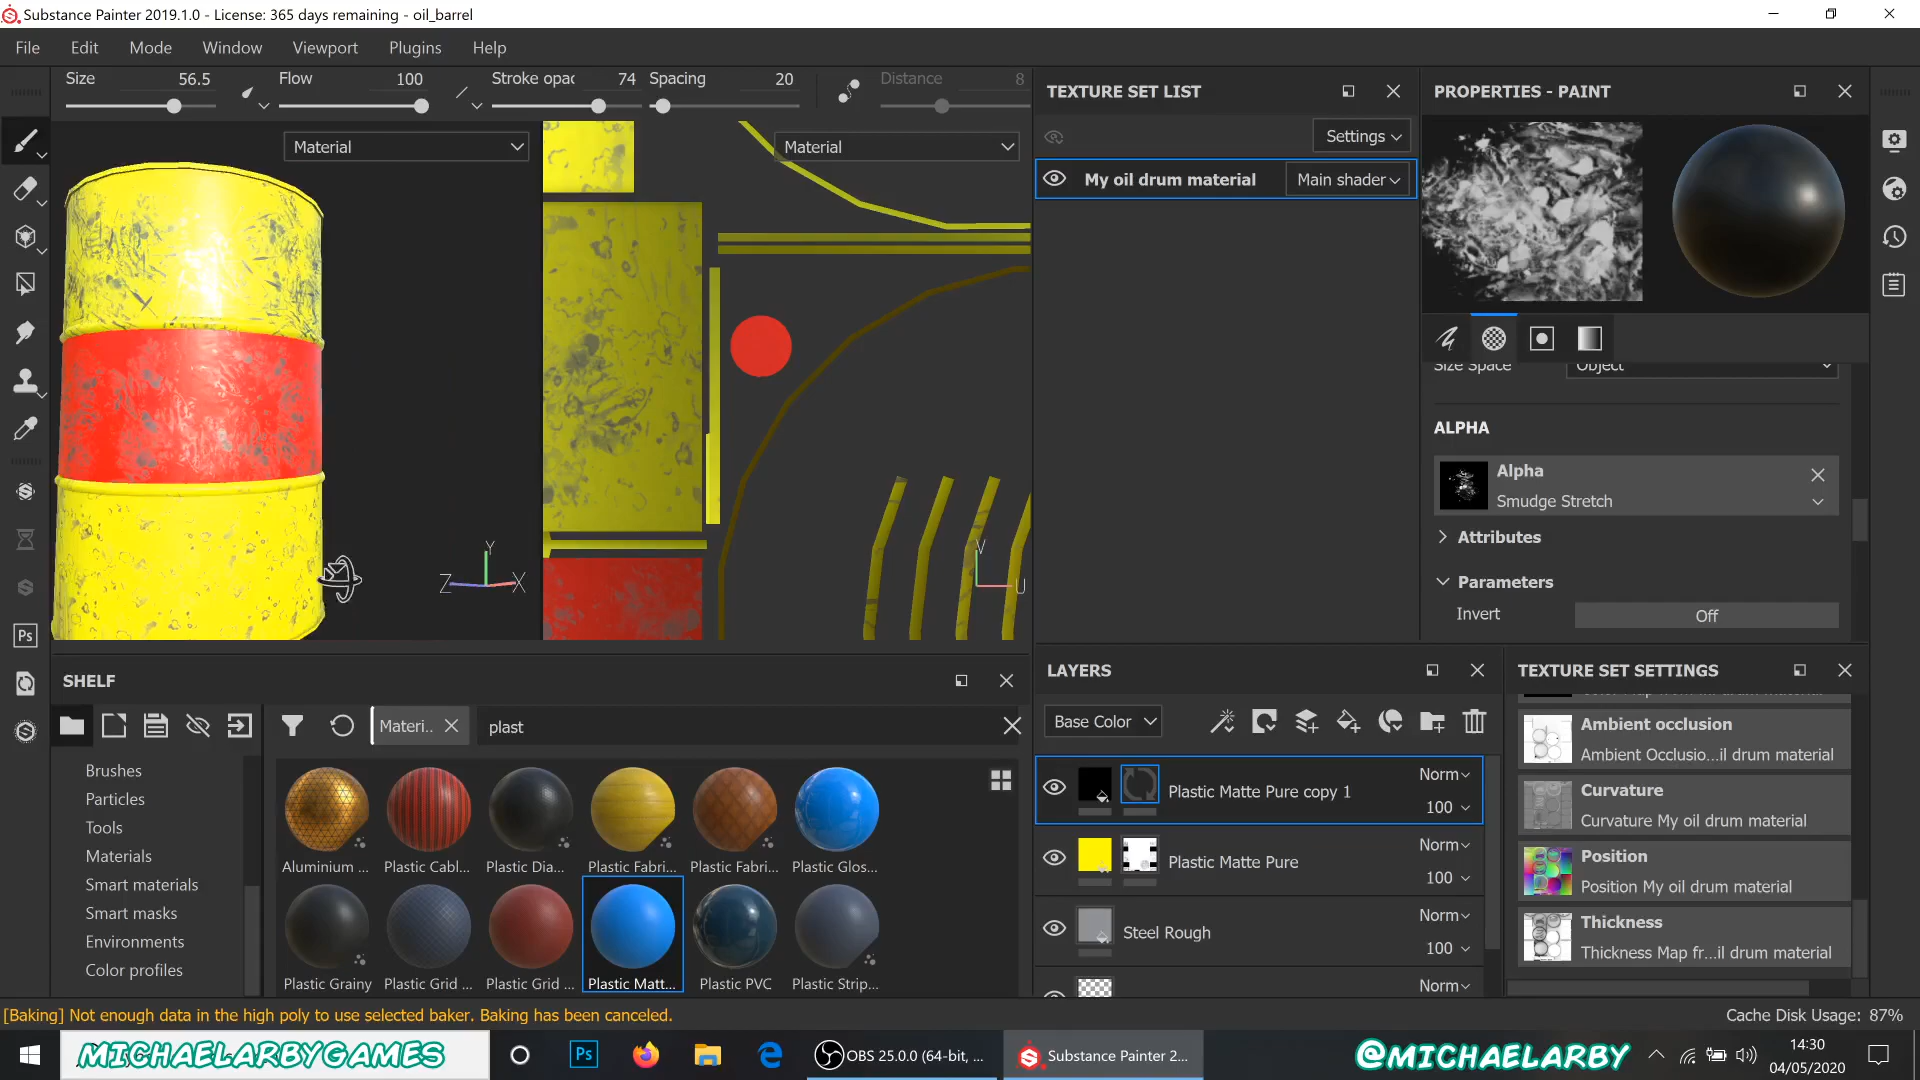 Substance Painter 2019.1.0 - License: 365 days remaining - oil_barrel
File Edit Mode Window Viewport Plugins Help
Size 56.5 Flow 100 Stroke opac 74 Spacing 20 Distance 8
Material
Material
Y
Z X
V
U
TEXTURE SET LIST
Settings
My oil drum material Main shader
PROPERTIES - PAINT
Size Space Object
ALPHA
Alpha
Smudge Stretch
Attributes
Parameters
Invert Off
SHELF
Materi.. plast
Brushes
Particles
Tools
Materials
Smart materials
Smart masks
Environments
Color profiles
Aluminium ... Plastic Cabl... Plastic Dia... Plastic Fabri... Plastic Fabri... Plastic Glos...
Plastic Grainy Plastic Grid ... Plastic Grid ... Plastic Matt... Plastic PVC Plastic Strip...
LAYERS
Base Color
Plastic Matte Pure copy 1 Norm
100
Plastic Matte Pure Norm
100
Steel Rough Norm
100
Norm
TEXTURE SET SETTINGS
Ambient occlusion
Ambient Occlusio...il drum material
Curvature
Curvature My oil drum material
Position
Position My oil drum material
Thickness
Thickness Map fr...il drum material
[Baking] Not enough data in the high poly to use selected baker. Baking has been canceled.
Cache Disk Usage: 87%
MICHAELARBYGAMES
Ps
Ps
OBS 25.0.0 (64-bit, ...
Substance Painter 2...
@MICHAELARBY
14:30
04/05/2020